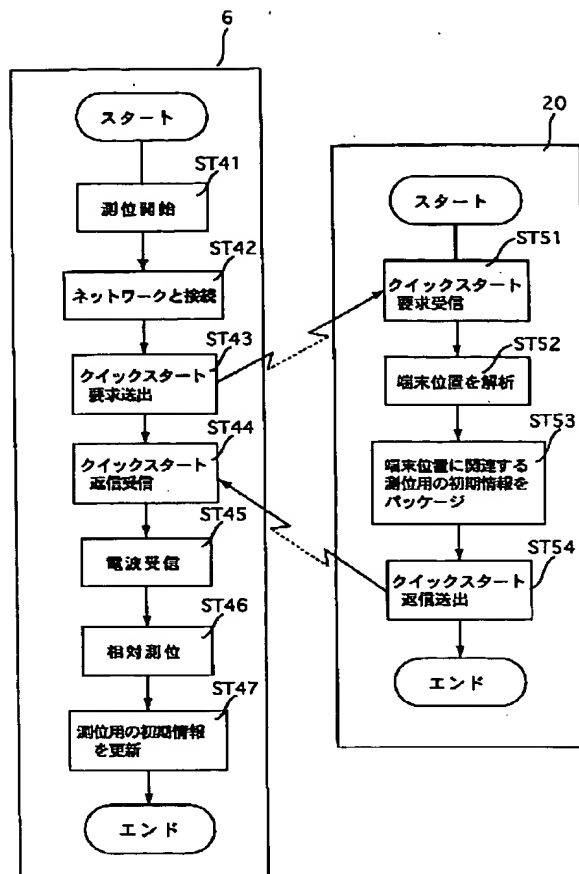 6
スタート
ST41
測位開始
ST42
ネットワークと接続
ST43
クイックスタート
要求送出
ST44
クイックスタート
返信受信
ST45
電波受信
ST46
相対測位
ST47
測位用の初期情報
を更新
エンド
20
スタート
ST51
クイックスタート
要求受信
ST52
端末位置を解析
ST53
端末位置に関連する
測位用の初期情報を
パッケージ
ST54
クイックスタート
返信送出
エンド